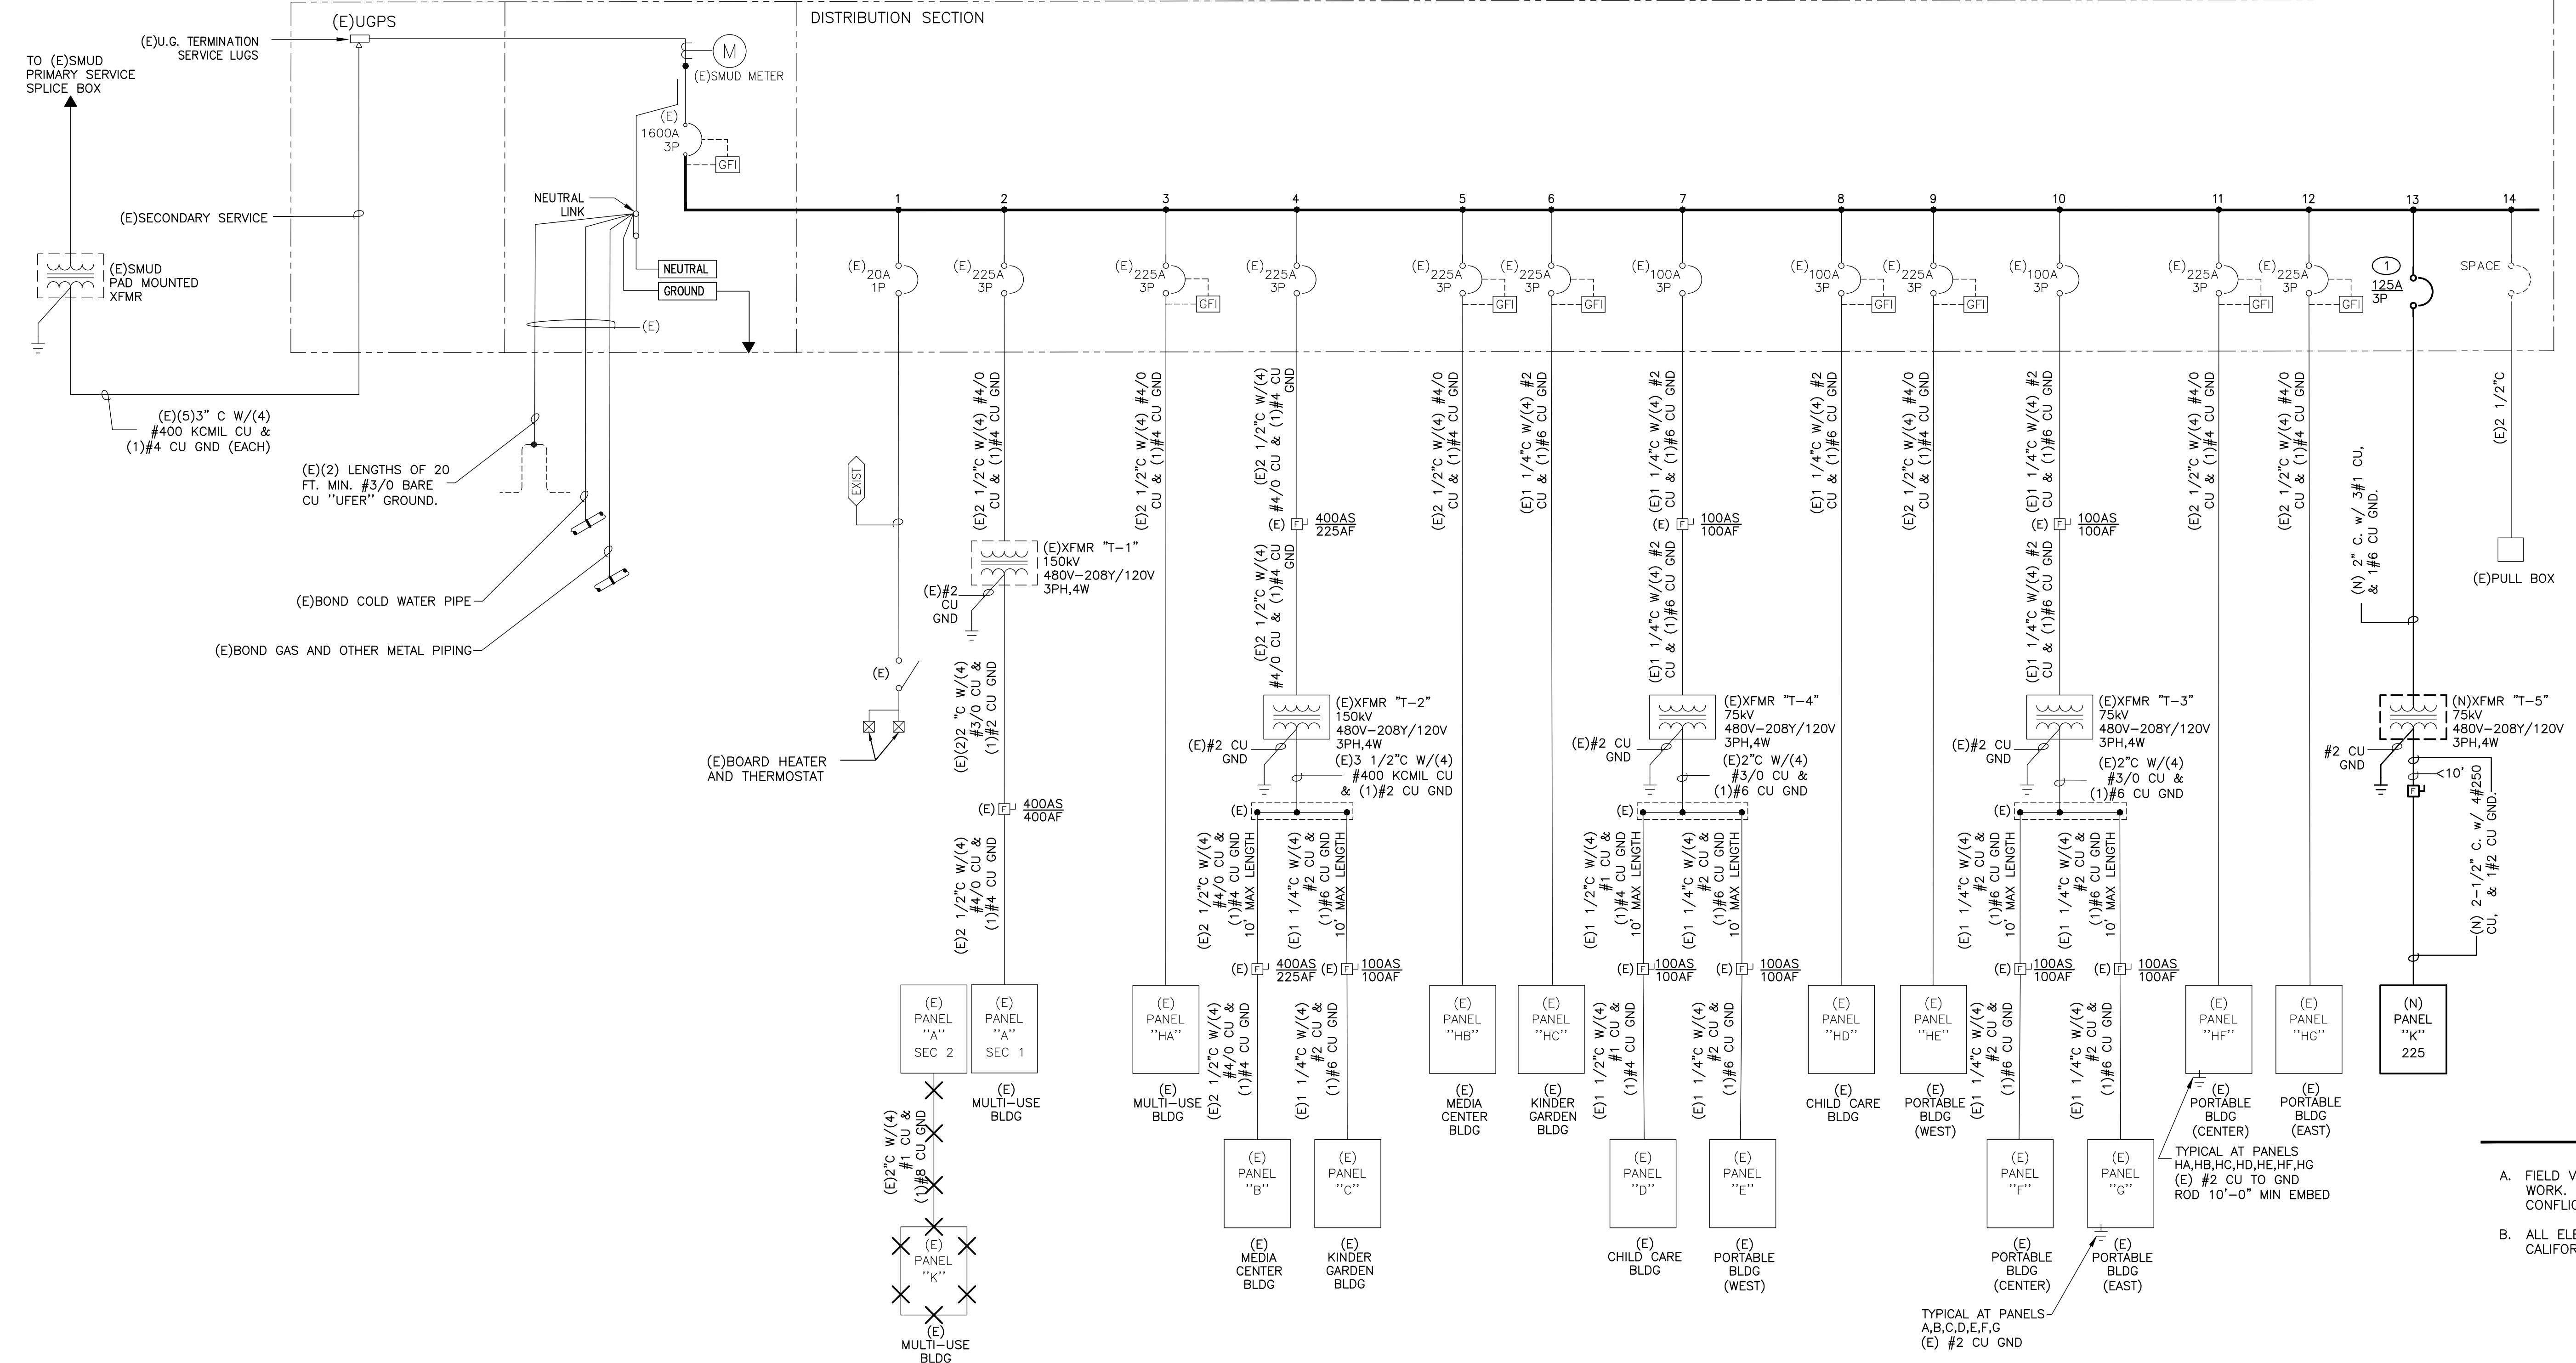 (E)UGPS
DISTRIBUTION SECTION
(E)U.G. TERMINATION
SERVICE LUGS
TO (E)SMUD
PRIMARY SERVICE
SPLICE BOX
M
(E)SMUD METER
(E)
1600A
3P
GFI
NEUTRAL
LINK
(E)SECONDARY SERVICE
NEUTRAL
GROUND
(E)
(E)SMUD
PAD MOUNTED
XFMR
(E)(5)3" C W/(4)
#400 KCMIL CU &
(1)#4 CU GND (EACH)
(E)(2) LENGTHS OF 20
FT. MIN. #3/0 BARE
CU "UFER" GROUND.
(E)BOND COLD WATER PIPE
(E)BOND GAS AND OTHER METAL PIPING
1
2
3
4
5
6
7
8
9
10
11
12
13
14
(E) 20A
1P
(E) 225A
3P
(E) 225A
3P
GFI
(E) 225A
3P
(E) 225A
3P
GFI
(E) 225A
3P
GFI
(E) 100A
3P
(E) 100A
3P
GFI
(E) 225A
3P
GFI
(E) 100A
3P
(E) 225A
3P
GFI
(E) 225A
3P
GFI
1
125A
3P
SPACE
EXIST
(E)
(E)BOARD HEATER
AND THERMOSTAT
(E)2 1/2"C W/(4) #4/0
CU & (1)#4 CU GND
(E)XFMR "T-1"
150kV
480V-208Y/120V
3PH,4W
(E)#2
CU
GND
(E)(2)2 "C W/(4)
#3/0 CU &
(1)#2 CU GND
(E) F 400AS
400AF
(E)2 1/2"C W/(4)
#4/0 CU &
(1)#4 CU GND
(E)
PANEL
"A"
SEC 2
(E)
PANEL
"A"
SEC 1
(E)
MULTI-USE
BLDG
(E)2"C W/(4)
#1 CU &
(1)#8 CU GND
(E)
PANEL
"K"
(E)
MULTI-USE
BLDG
(E)2 1/2"C W/(4) #4/0
CU & (1)#4 CU GND
(E)
PANEL
"HA"
(E)
MULTI-USE
BLDG
(E)2 1/2"C W/(4)
#4/0 CU & (1)#4 CU
GND
(E) F 400AS
225AF
(E)2 1/2"C W/(4)
#4/0 CU & (1)#4 CU
GND
(E)XFMR "T-2"
150kV
480V-208Y/120V
3PH,4W
(E)#2 CU
GND
(E)3 1/2"C W/(4)
#400 KCMIL CU
& (1)#2 CU GND
(E)
(E)2 1/2"C W/(4)
#4/0 CU &
(1)#4 CU GND
10' MAX LENGTH
(E)1 1/4"C W/(4)
#2 CU &
(1)#6 CU GND
10' MAX LENGTH
(E) F 400AS
225AF
(E) F 100AS
100AF
(E)2 1/2"C W/(4)
#4/0 CU &
(1)#4 CU GND
(E)1 1/4"C W/(4)
#2 CU &
(1)#6 CU GND
(E)
PANEL
"B"
(E)
MEDIA
CENTER
BLDG
(E)
PANEL
"C"
(E)
KINDER
GARDEN
BLDG
(E)2 1/2"C W/(4) #4/0
CU & (1)#4 CU GND
(E)
PANEL
"HB"
(E)
MEDIA
CENTER
BLDG
(E)1 1/4"C W/(4) #2
CU & (1)#6 CU GND
(E)
PANEL
"HC"
(E)
KINDER
GARDEN
BLDG
(E)1 1/4"C W/(4) #2
CU & (1)#6 CU GND
(E) F 100AS
100AF
(E)1 1/4"C W/(4) #2
CU & (1)#6 CU GND
(E)XFMR "T-4"
75kV
480V-208Y/120V
3PH,4W
(E)#2 CU
GND
(E)2"C W/(4)
#3/0 CU &
(1)#6 CU GND
(E)
(E)1 1/2"C W/(4)
#1 CU &
(1)#4 CU GND
10' MAX LENGTH
(E)1 1/4"C W/(4)
#2 CU &
(1)#6 CU GND
10' MAX LENGTH
(E) F 100AS
100AF
(E) F 100AS
100AF
(E)1 1/2"C W/(4)
#1 CU &
(1)#4 CU GND
(E)1 1/4"C W/(4)
#2 CU &
(1)#6 CU GND
(E)
PANEL
"D"
(E)
CHILD CARE
BLDG
(E)
PANEL
"E"
(E)
PORTABLE
BLDG
(WEST)
(E)1 1/4"C W/(4) #2
CU & (1)#6 CU GND
(E)
PANEL
"HD"
(E)
CHILD CARE
BLDG
(E)2 1/2"C W/(4) #4/0
CU & (1)#4 CU GND
(E)
PANEL
"HE"
(E)
PORTABLE
BLDG
(WEST)
(E)1 1/4"C W/(4) #2
CU & (1)#6 CU GND
(E) F 100AS
100AF
(E)1 1/4"C W/(4) #2
CU & (1)#6 CU GND
(E)XFMR "T-3"
75kV
480V-208Y/120V
3PH,4W
(E)#2 CU
GND
(E)2"C W/(4)
#3/0 CU &
(1)#6 CU GND
(E)
(E)1 1/4"C W/(4)
#2 CU &
(1)#6 CU GND
10' MAX LENGTH
(E)1 1/4"C W/(4)
#2 CU &
(1)#6 CU GND
10' MAX LENGTH
(E) F 100AS
100AF
(E) F 100AS
100AF
(E)1 1/4"C W/(4)
#2 CU &
(1)#6 CU GND
(E)1 1/4"C W/(4)
#2 CU &
(1)#6 CU GND
(E)
PANEL
"F"
(E)
PORTABLE
BLDG
(CENTER)
(E)
PANEL
"G"
(E)
PORTABLE
BLDG
(EAST)
TYPICAL AT PANELS
A,B,C,D,E,F,G
(E) #2 CU GND
(E)2 1/2"C W/(4) #4/0
CU & (1)#4 CU GND
(E)
PANEL
"HF"
(E)
PORTABLE
BLDG
(CENTER)
(E)2 1/2"C W/(4) #4/0
CU & (1)#4 CU GND
(E)
PANEL
"HG"
(E)
PORTABLE
BLDG
(EAST)
TYPICAL AT PANELS
HA,HB,HC,HD,HE,HF,HG
(E) #2 CU TO GND
ROD 10'-0" MIN EMBED
(N) 2" C. w/ 3#1 CU,
& 1#6 CU GND.
(N)XFMR "T-5"
75kV
480V-208Y/120V
3PH,4W
#2 CU
GND
<10'
F
(N) 2-1/2" C. w/ 4#250
CU, & 1#2 CU GND.
(N)
PANEL
"K"
225
(E)2 1/2"C
(E)PULL BOX
A. FIELD V
WORK.
CONFLIC
B. ALL ELE
CALIFOR